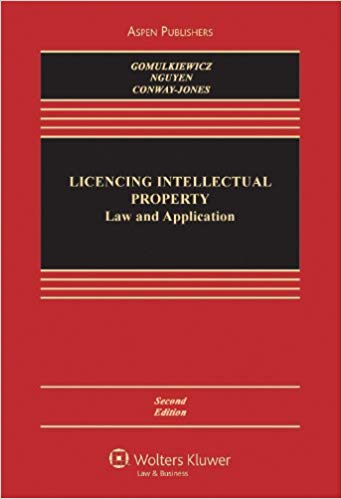 ASPEN PUBLISHERS
GOMULKIEWICZ
NGUYEN
CONWAY-JONES
LICENCING INTELLECTUAL
PROPERTY
Law and Application
Second
Edition
Wolters Kluwer
Law & Business